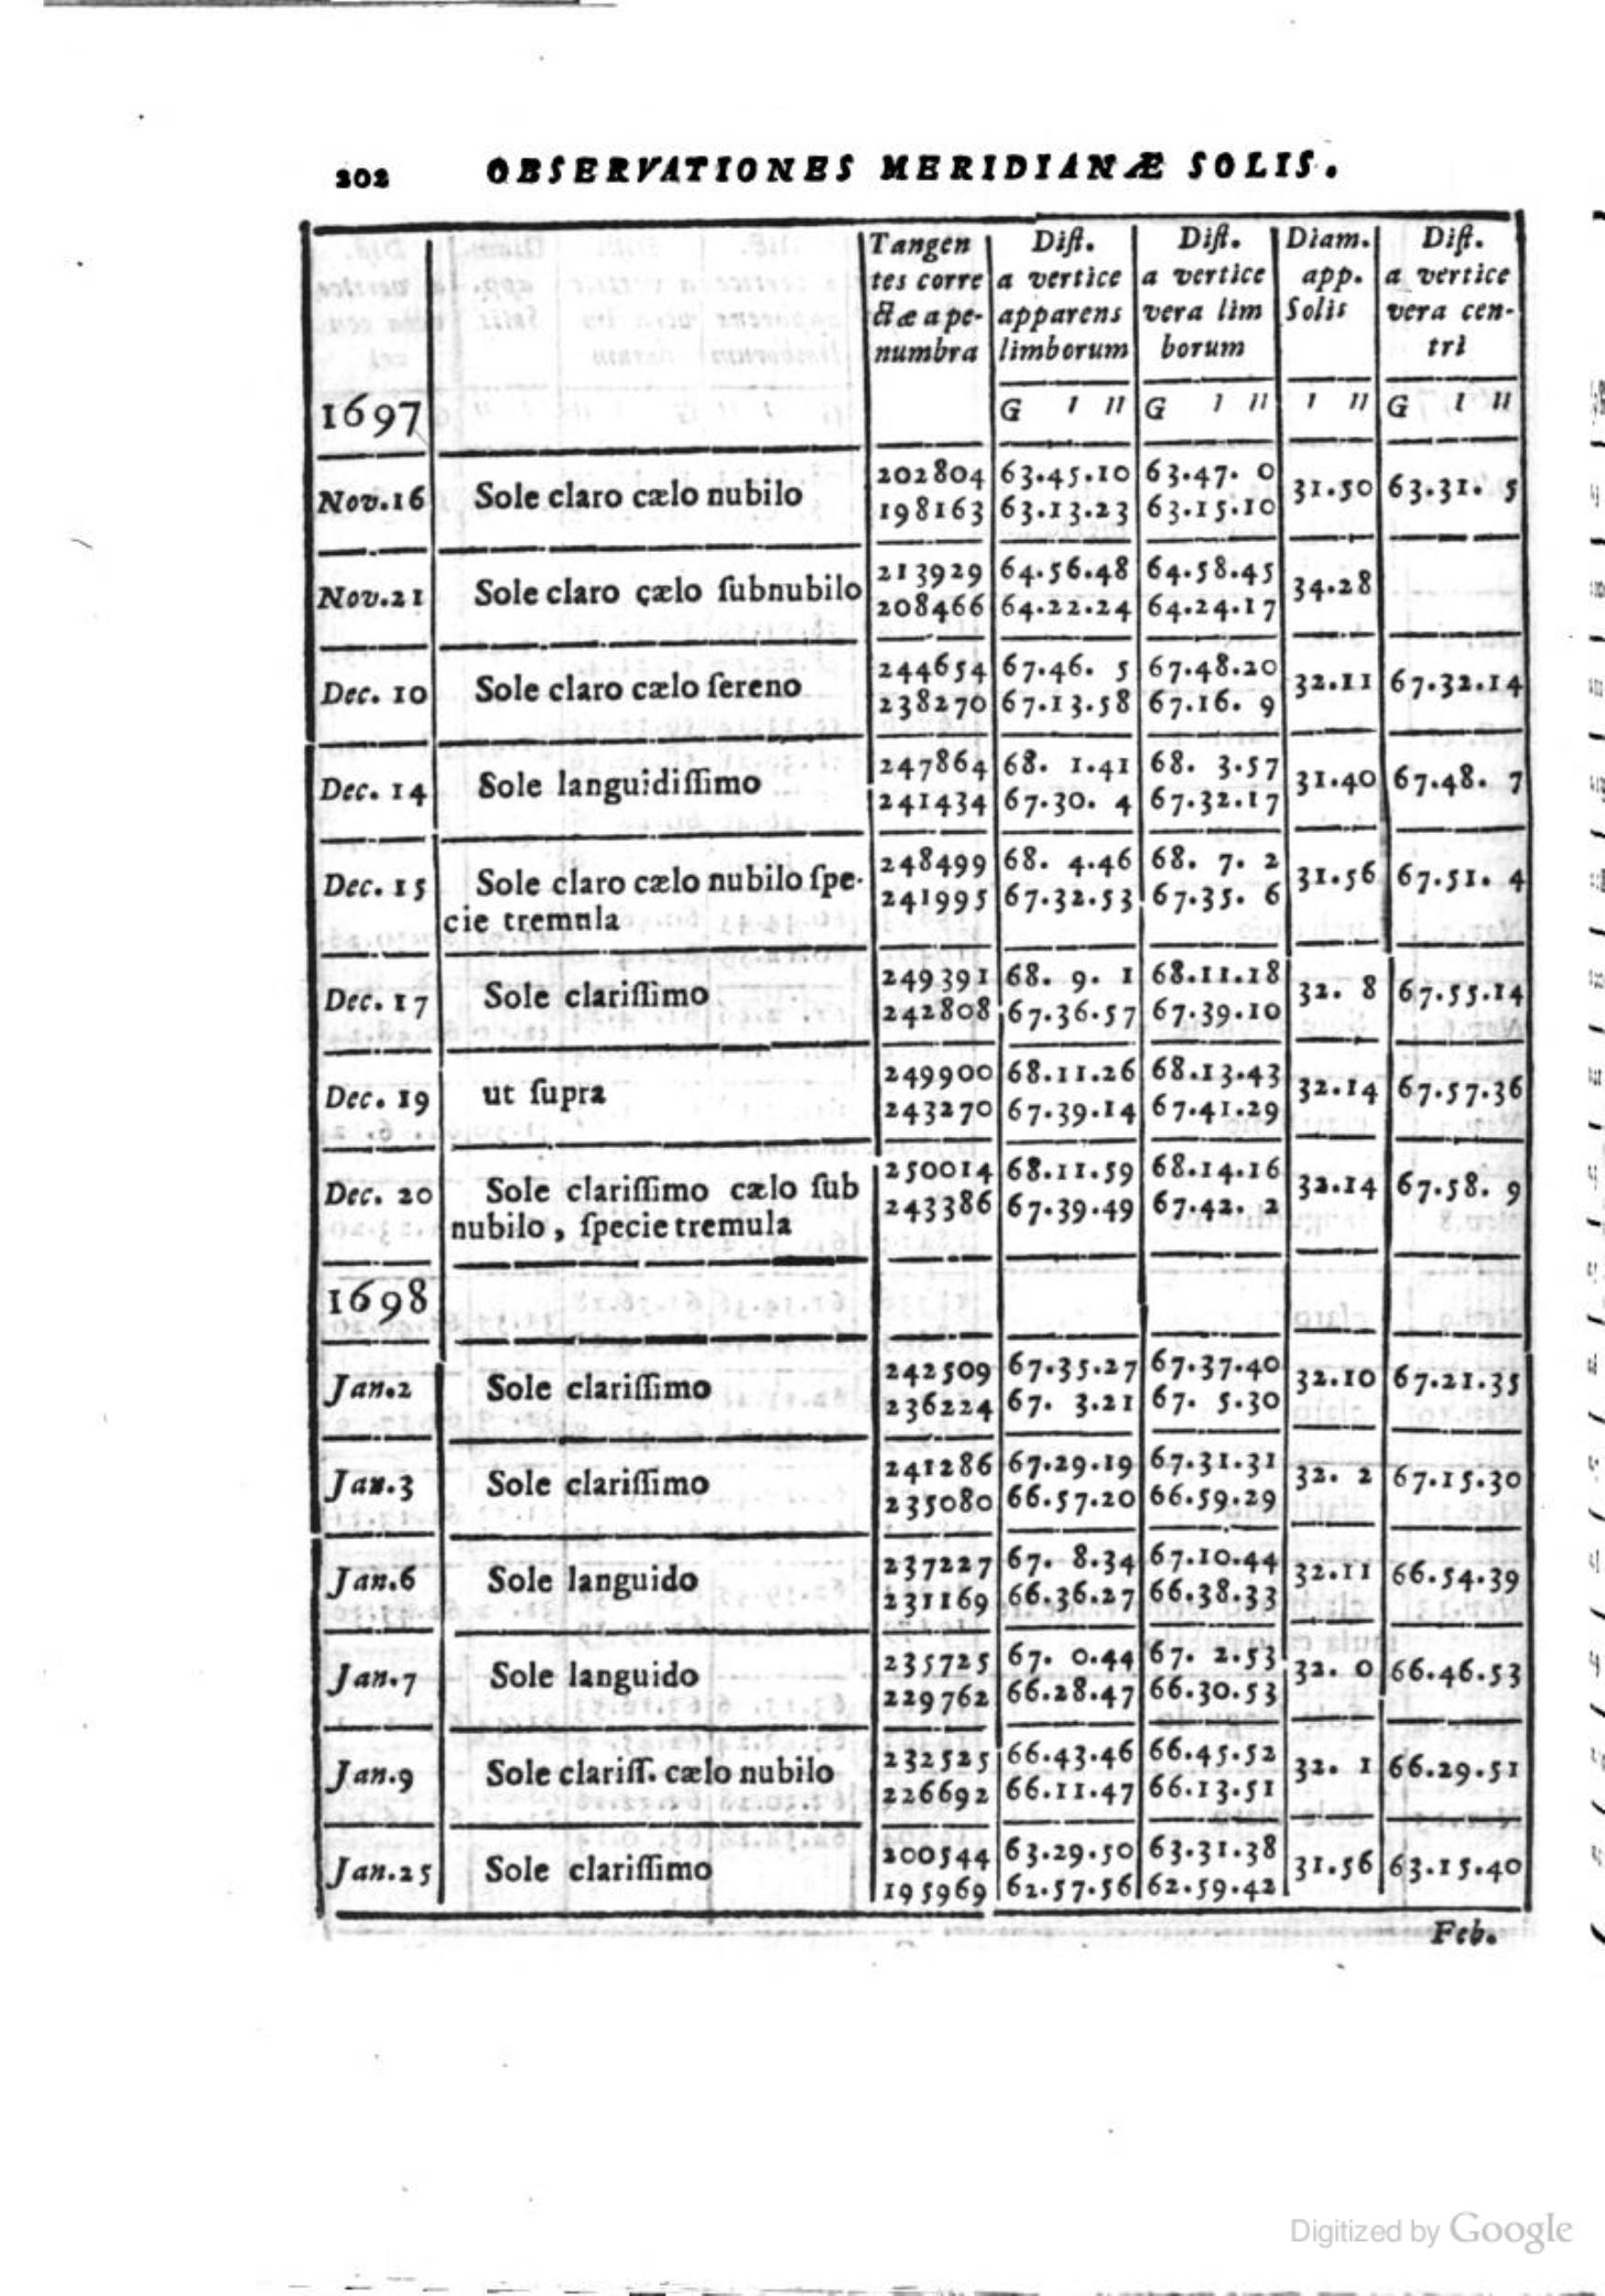 202 OBSERVATIONES MERIDIANÆ SOLIS.
Tangen Diſt. Diſt. Diam. Diſt.
tes corre a vertice a vertice app. a vertice
ctæ a pe- apparens vera lim Solis vera cen-
numbra limborum borum tri
1697 G I II G I II I II G I II
202804 63.45.10 63.47. 0
Nov.16 Sole claro cælo nubilo 31.50 63.31. 5
198163 63.13.23 63.15.10
213929 64.56.48 64.58.45
Nov.21 Sole claro çælo ſubnubilo 34.28
208466 64.22.24 64.24.17
244654 67.46. 5 67.48.20
Dec. 10 Sole claro cælo ſereno 32.11 67.32.14
238270 67.13.58 67.16. 9
247864 68. 1.41 68. 3.57
Dec. 14 Sole languidiſſimo 31.40 67.48. 7
241434 67.30. 4 67.32.17
248499 68. 4.46 68. 7. 2
Dec. 15 Sole claro cælo nubilo ſpe- 31.56 67.51. 4
241995 67.32.53 67.35. 6
cie tremula
249391 68. 9. 1 68.11.18
Dec. 17 Sole clariſſimo 32. 8 67.55.14
242808 67.36.57 67.39.10
249900 68.11.26 68.13.43
Dec. 19 ut ſupra 32.14 67.57.36
243270 67.39.14 67.41.29
250014 68.11.59 68.14.16
Dec. 20 Sole clariſſimo cælo ſub 32.14 67.58. 9
243386 67.39.49 67.42. 2
nubilo, ſpecie tremula
1698
242509 67.35.27 67.37.40
Jan.2 Sole clariſſimo 32.10 67.21.35
236224 67. 3.21 67. 5.30
241286 67.29.19 67.31.31
Jan.3 Sole clariſſimo 32. 2 67.15.30
235080 66.57.20 66.59.29
237227 67. 8.34 67.10.44
Jan.6 Sole languido 32.11 66.54.39
231169 66.36.27 66.38.33
235725 67. 0.44 67. 2.53
Jan.7 Sole languido 32. 0 66.46.53
229762 66.28.47 66.30.53
232525 66.43.46 66.45.52
Jan.9 Sole clariſſ. cælo nubilo 32. 1 66.29.51
226692 66.11.47 66.13.51
200544 63.29.50 63.31.38
Jan.25 Sole clariſſimo 31.56 63.15.40
195969 62.57.56 62.59.42
Feb.
Digitized by Google